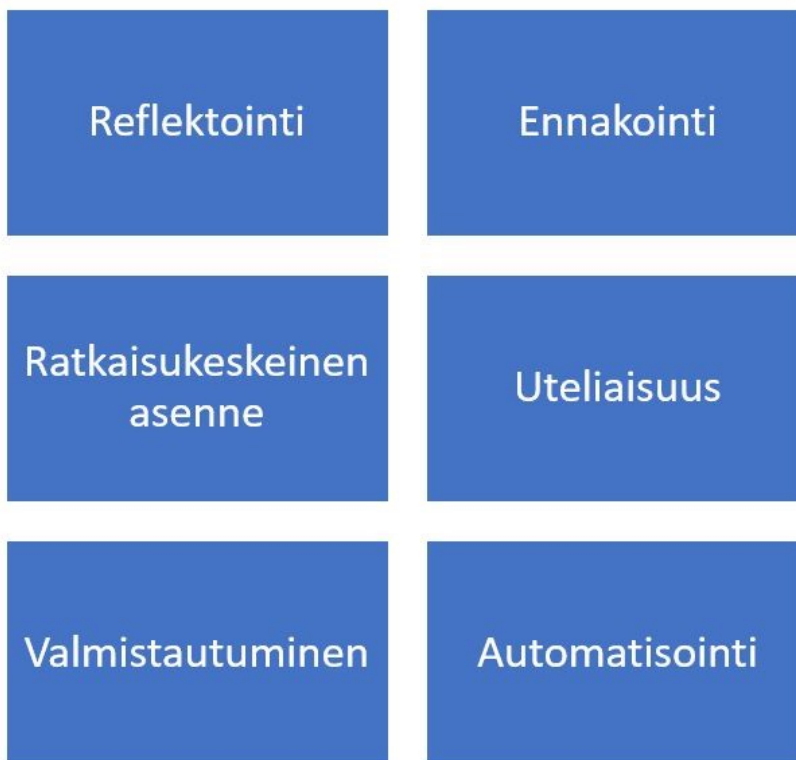 Reflektointi
Ennakointi
Ratkaisukeskeinen
asenne
Uteliaisuus
Valmistautuminen
Automatisointi